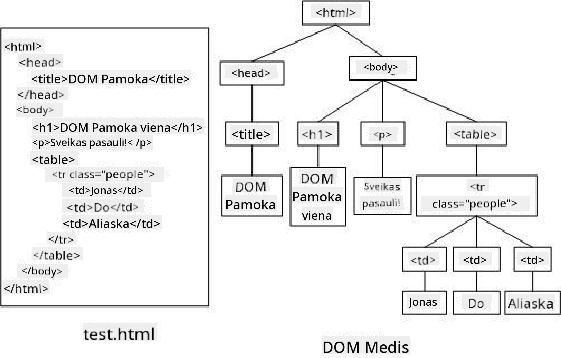 <html>
<head>
<title>DOM Pamoka</title>
</head>
<body>
<h1>DOM Pamoka viena</h1>
<p>Sveikas pasauli!< /p>
<table>
<tr class="people">
<td>Jonas</td>
<td>Do</td>
<td>Aliaska</td>
</tr>
</table>
</body>
</html>
test.html
<html>
<head>
<body>
<title>
<h1>
<p>
<table>
DOM
Pamoka
DOM
Pamoka
viena
Sveikas
pasauli!
<tr
class="people">
<td>
<td>
<td>
Jonas
Do
Aliaska
DOM Medis